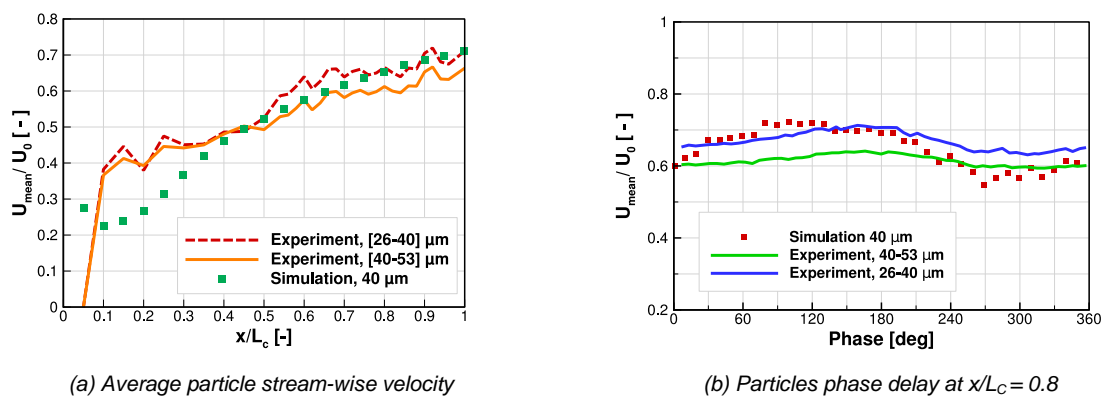 0.8
0.7
0.6
0.5
0.4
0.3
0.2
0.1
0
U_mean / U_0 [ - ]
Experiment, [26-40] µm
Experiment, [40-53] µm
Simulation, 40 µm
0 0.1 0.2 0.3 0.4 0.5 0.6 0.7 0.8 0.9 1
x/L_c [-]
(a) Average particle stream-wise velocity
1
0.8
0.6
0.4
0.2
U_mean / U_0 [ - ]
Simulation 40 µm
Experiment, 40-53 µm
Experiment, 26-40 µm
0 60 120 180 240 300 360
Phase [deg]
(b) Particles phase delay at x/L_C = 0.8